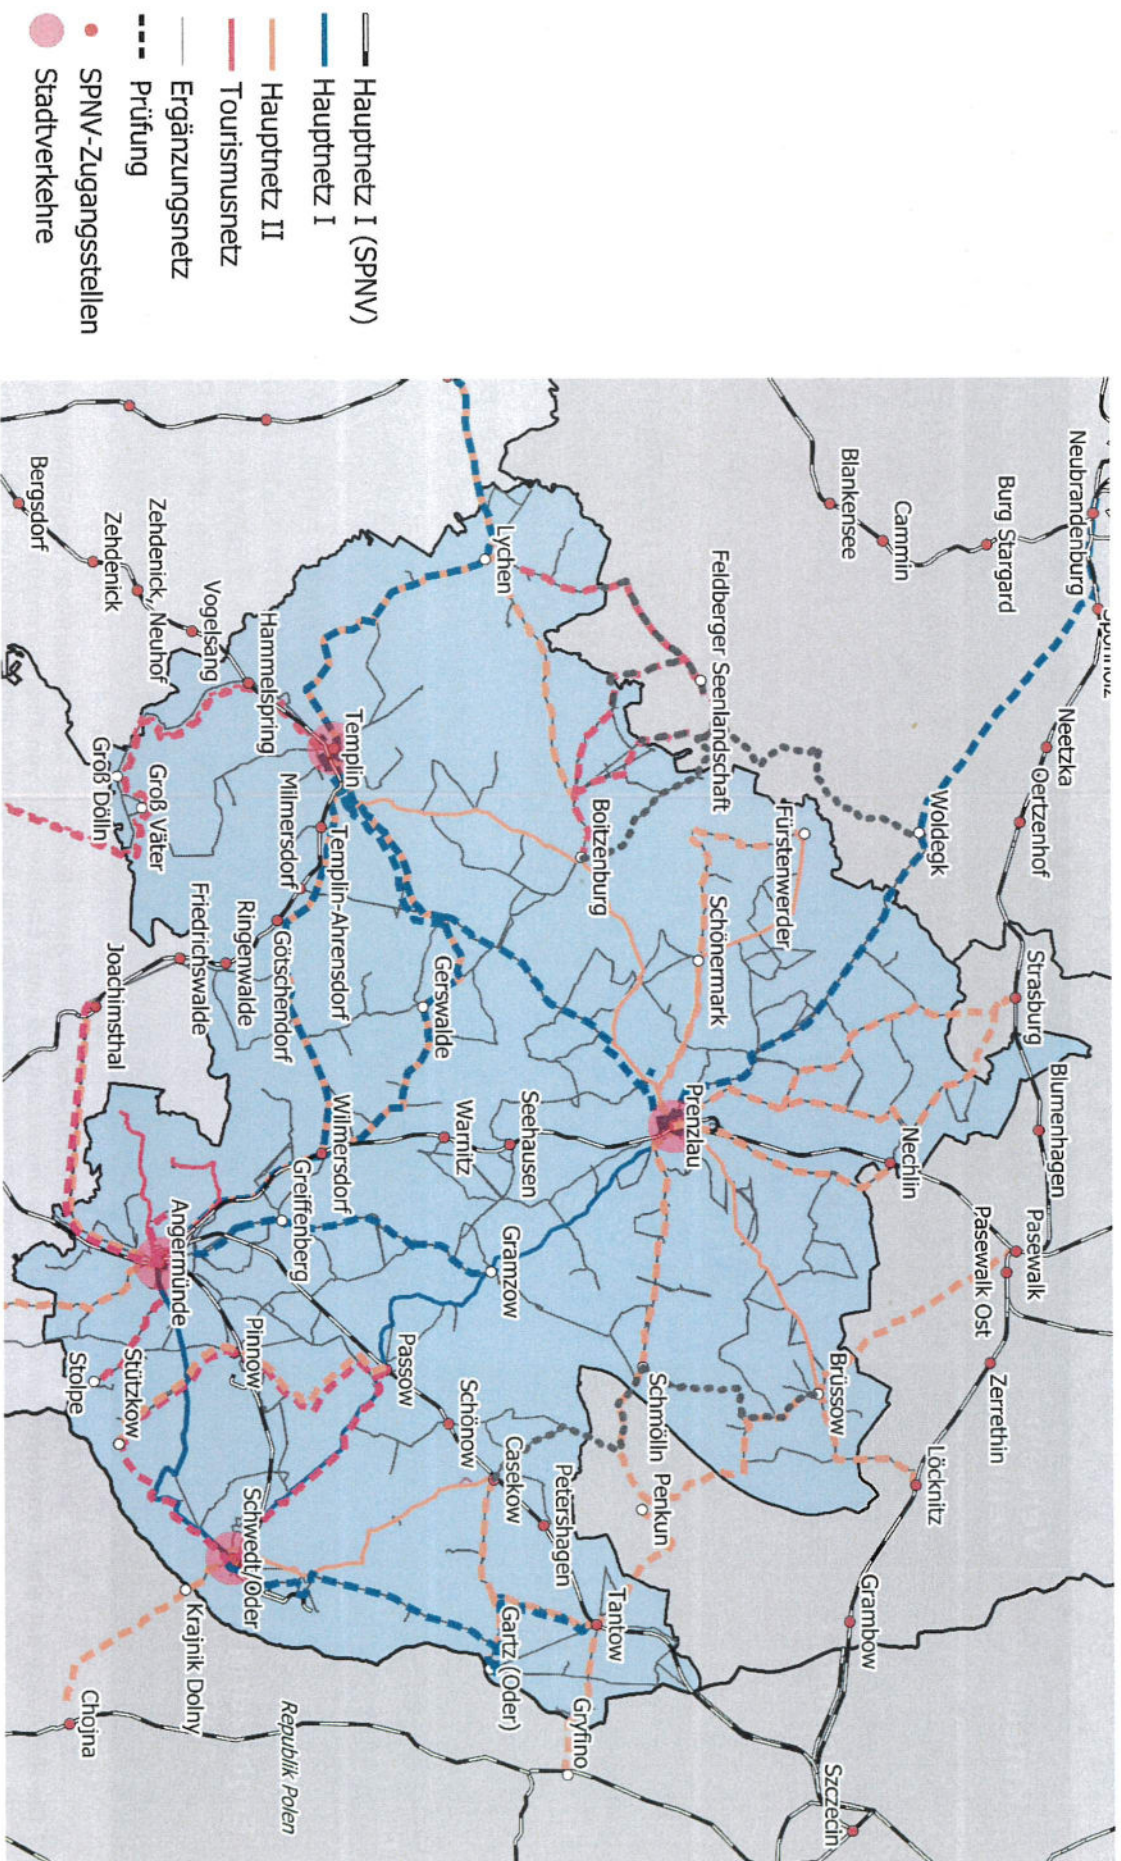 Hauptnetz I (SPNV)
Hauptnetz I
Hauptnetz II
Tourismusnetz
Ergänzungsnetz
Prüfung
SPNV-Zugangsstellen
Stadtverkehre
Neubrandenburg
Sponholz
Neetzka
Oertzenhof
Strasburg
Blumenhagen
Pasewalk
Pasewalk Ost
Zerrethin
Löcknitz
Grambow
Szczecin
Burg Stargard
Cammin
Blankensee
Woldegk
Nechlin
Brüssow
Feldberger Seenlandschaft
Fürstenwerder
Schönermark
Prenzlau
Schmölln
Penkun
Boitzenburg
Lychen
Seehausen
Warnitz
Gramzow
Casekow
Petershagen
Tantow
Gryfino
Gartz (Oder)
Schönow
Passow
Gerswalde
Templin
Templin-Ahrensdorf
Milmersdorf
Götschendorf
Wilmersdorf
Greiffenberg
Hammelspring
Vogelsang
Zehdenick, Neuhof
Zehdenick
Bergsdorf
Ringenwalde
Friedrichswalde
Groß Väter
Groß Dölln
Joachimsthal
Angermünde
Pinnow
Stützkow
Stolpe
Schwedt/Oder
Krajnik Dolny
Chojna
Republik Polen